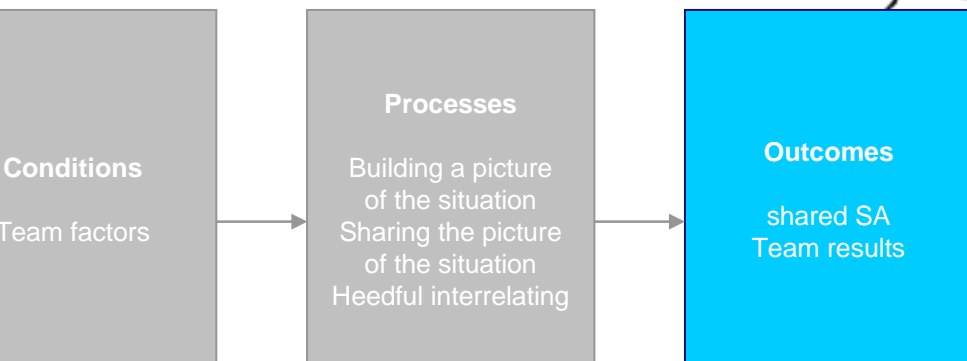 Conditions
Team factors
Processes
Building a picture
of the situation
Sharing the picture
of the situation
Heedful interrelating
Outcomes
shared SA
Team results